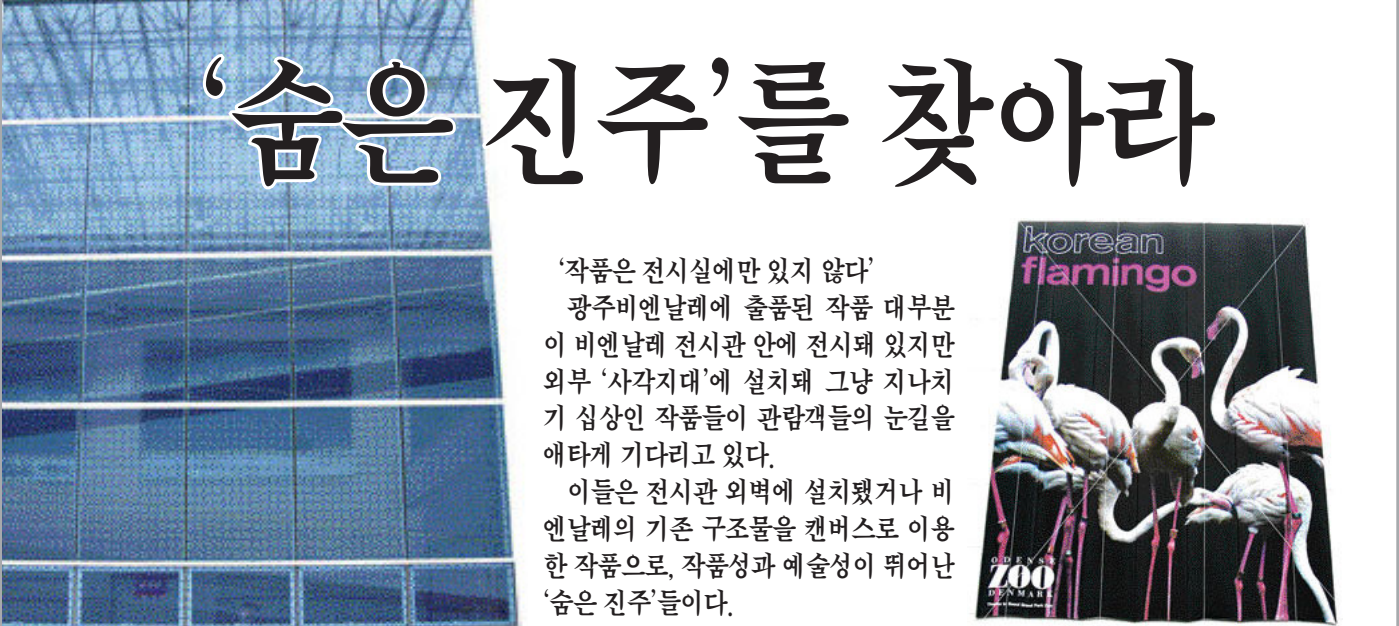 ‘숨은 진주’를 찾아라
‘작품은 전시실에만 있지 않다’
광주비엔날레에 출품된 작품 대부분
이 비엔날레 전시관 안에 전시돼 있지만
외부 ‘사각지대’에 설치돼 그냥 지나치
기 십상인 작품들이 관람객들의 눈길을
애타게 기다리고 있다.
이들은 전시관 외벽에 설치됐거나 비
엔날레의 기존 구조물을 캔버스로 이용
한 작품으로, 작품성과 예술성이 뛰어난
‘숨은 진주’들이다.
korean
flamingo
ODENSE
ZOO
DENMARK